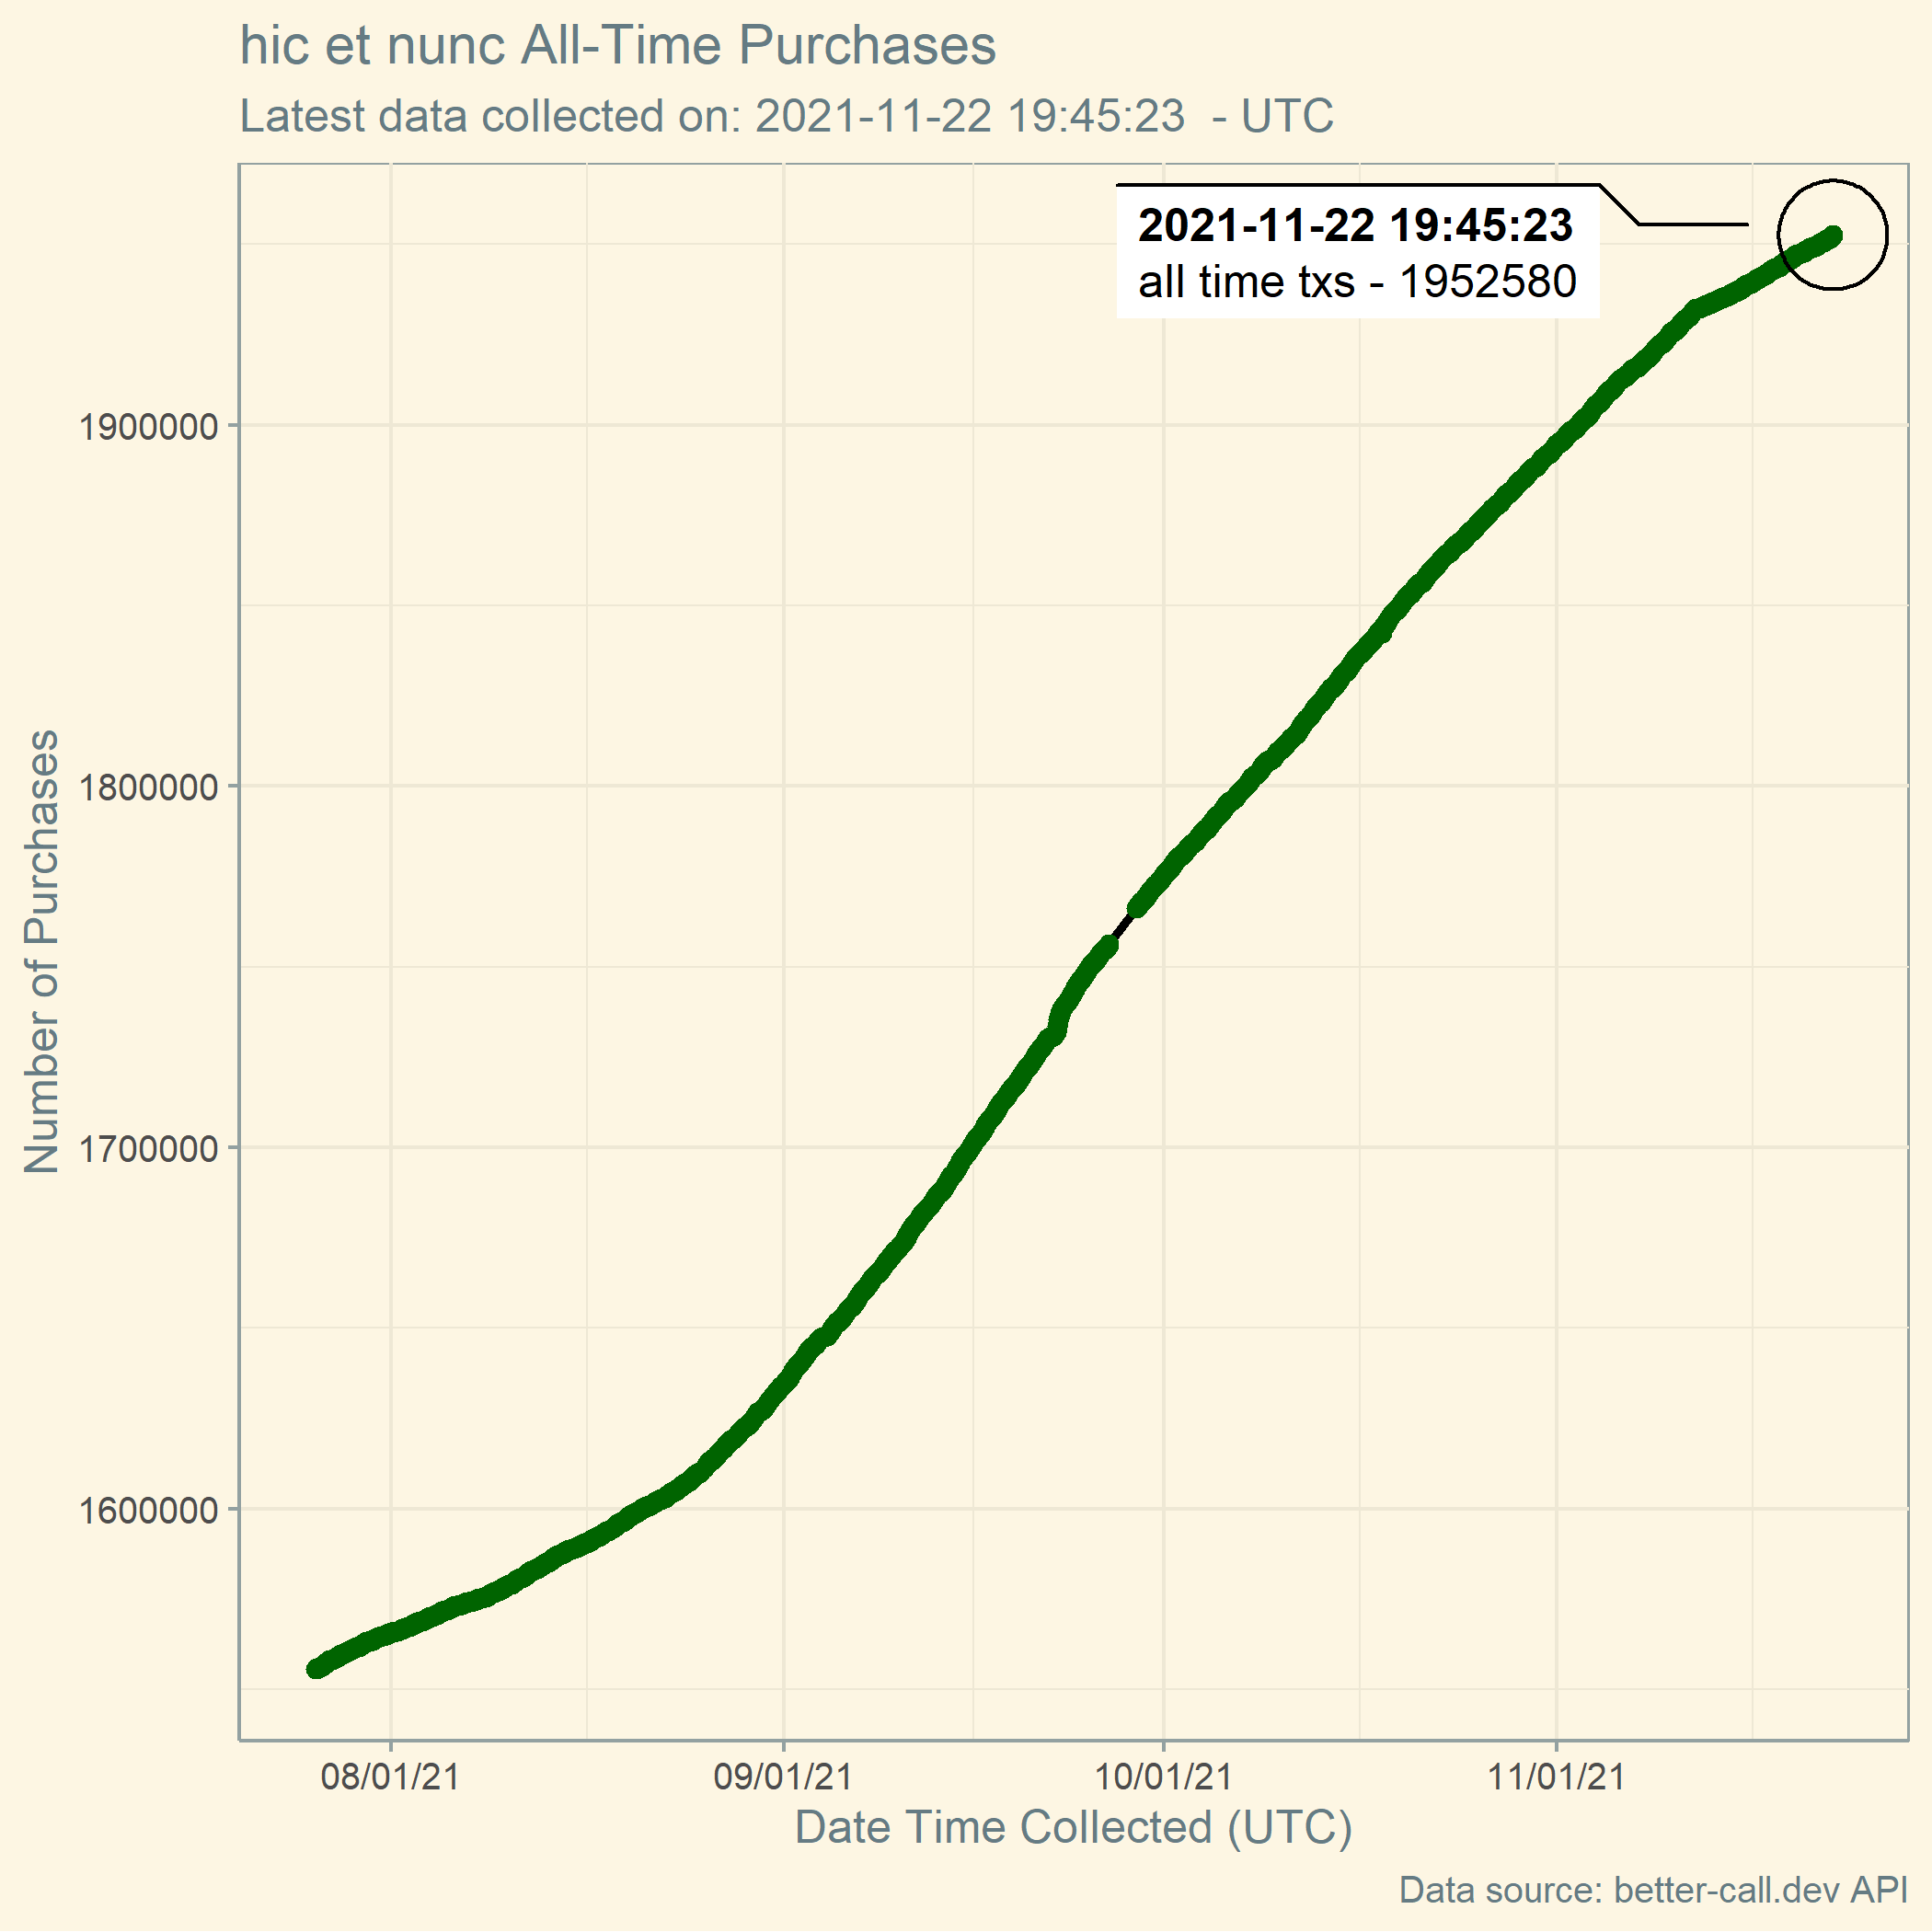 hic et nunc All-Time Purchases
Latest data collected on: 2021-11-22 19:45:23  - UTC
2021-11-22 19:45:23
all time txs - 1952580
Number of Purchases
1900000
1800000
1700000
1600000
08/01/21
09/01/21
10/01/21
11/01/21
Date Time Collected (UTC)
Data source: better-call.dev API